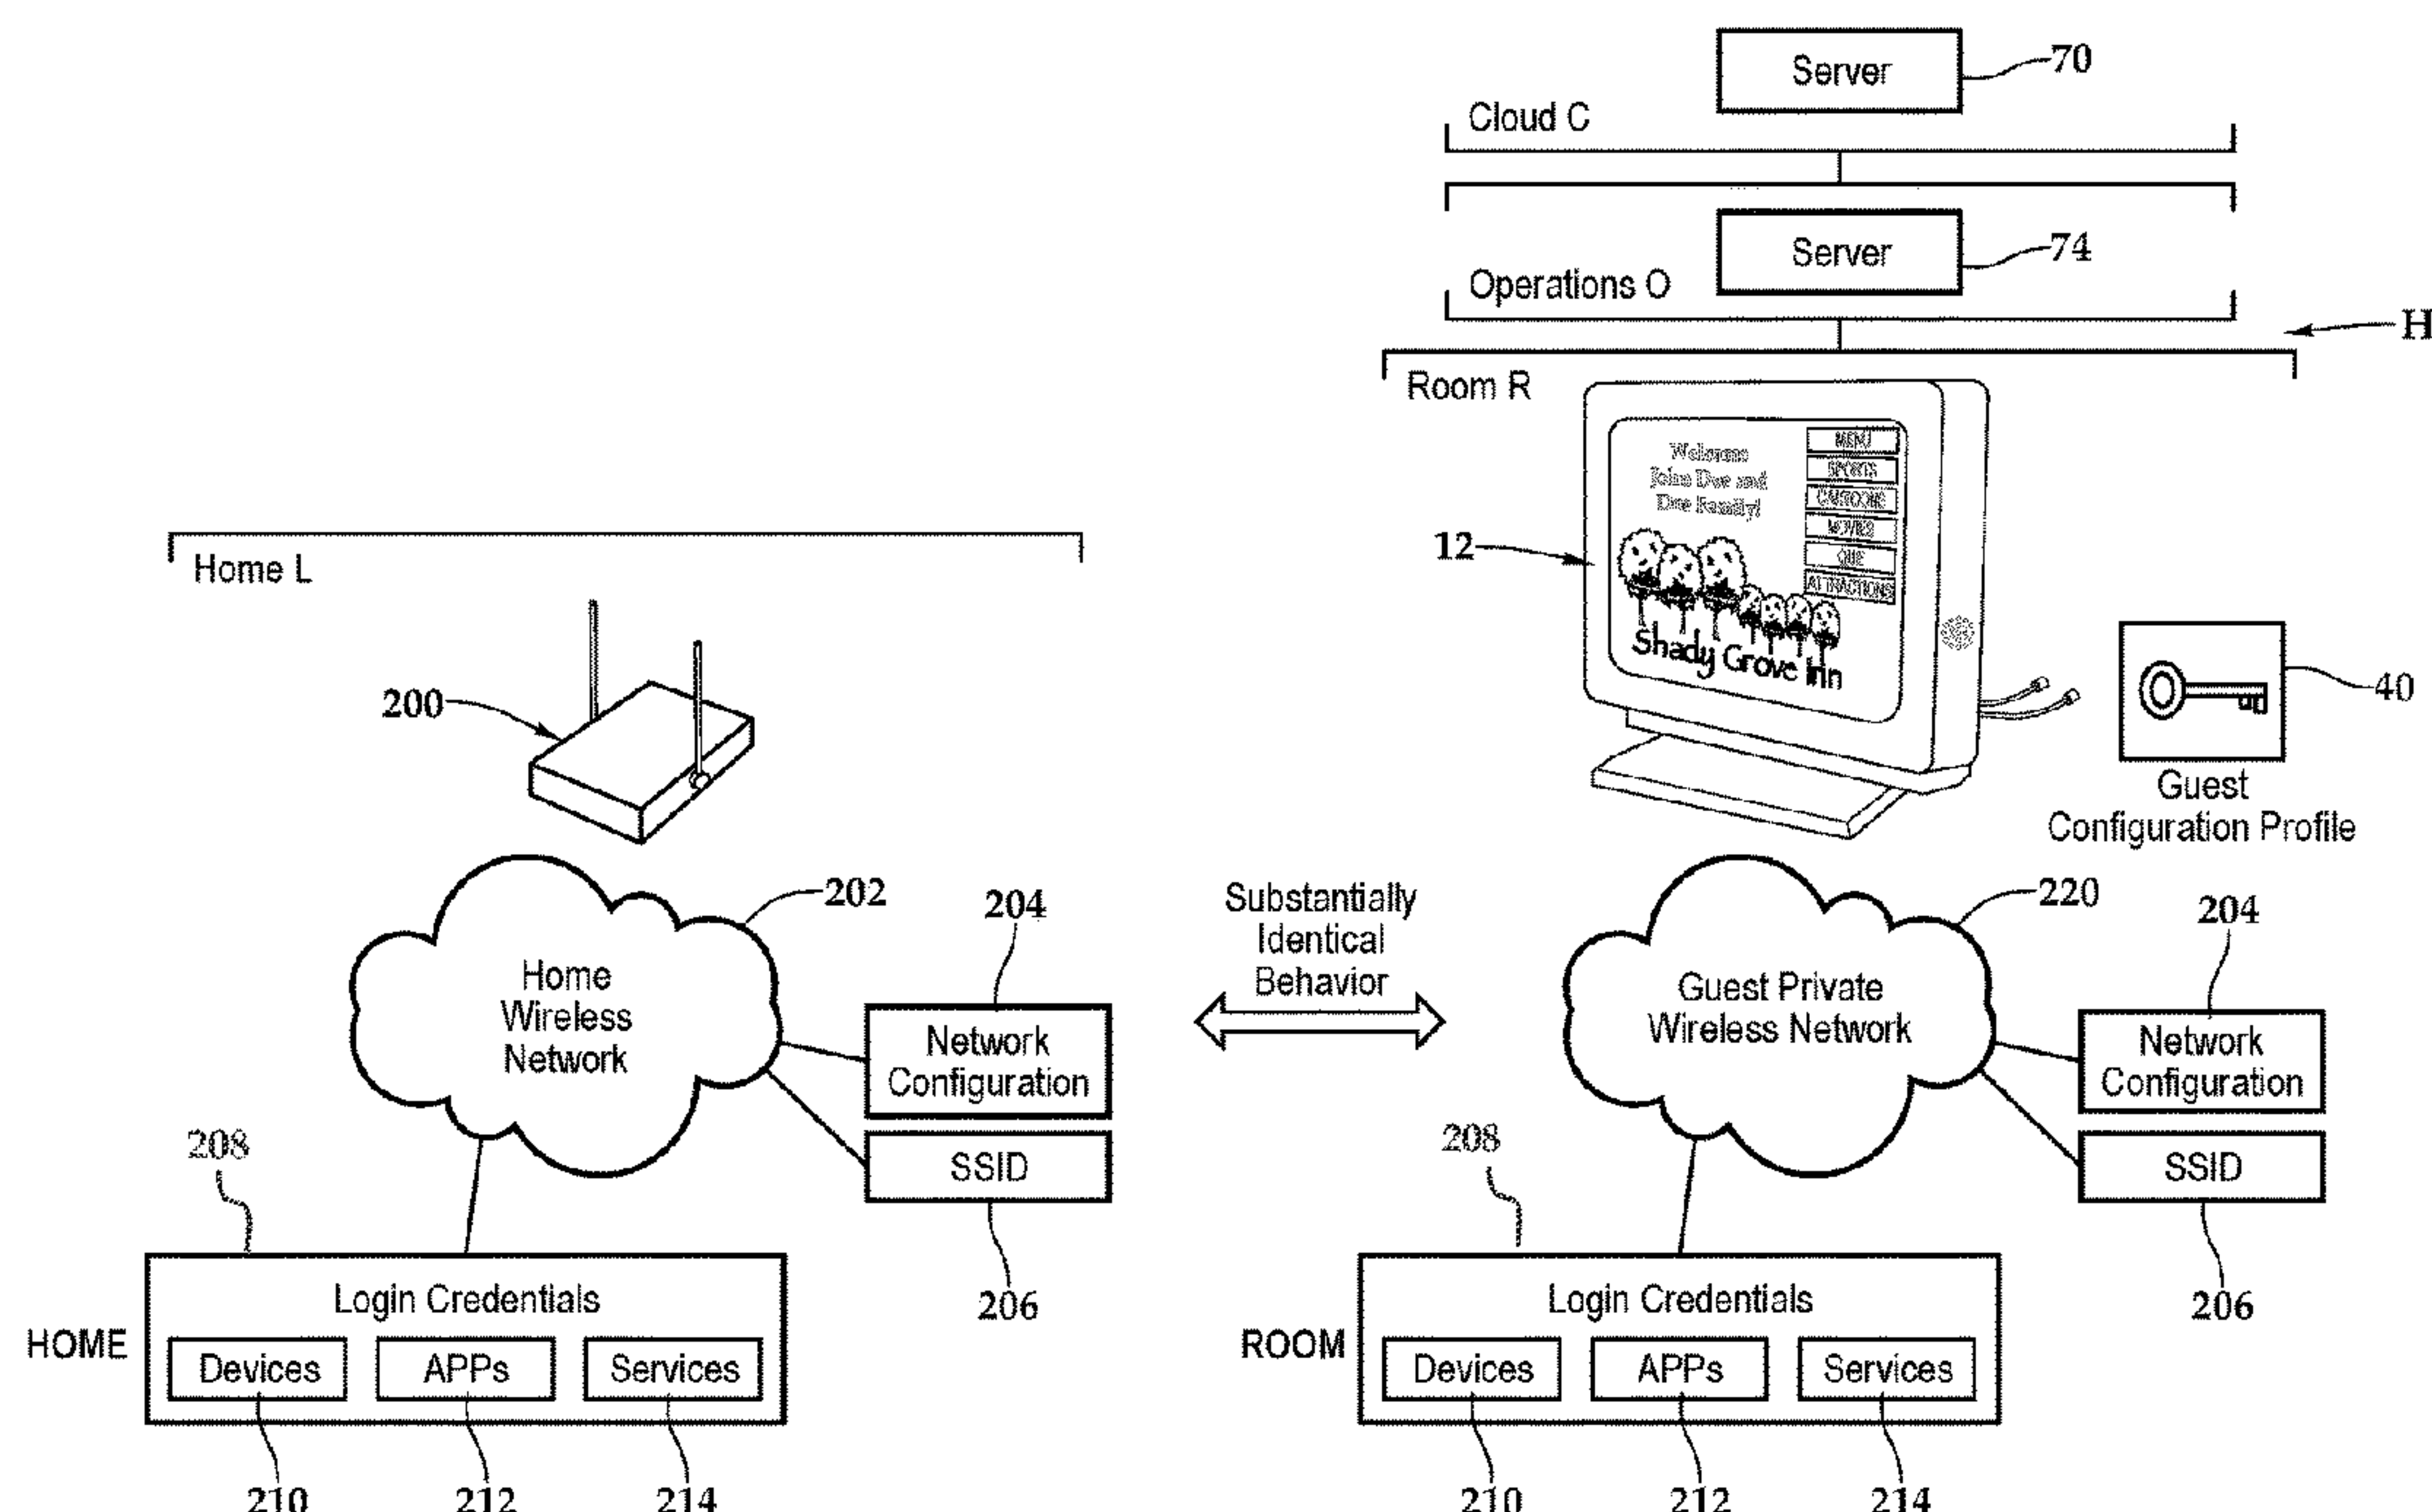 Server
70
Cloud C
Server
74
Operations O
H
Room R
Welcome
John Doe and
Doe Family!
MENU
SPORTS
CARTOONS
MOVIES
QUE
ATTRACTIONS
12
Shady Grove Inn
40
Guest
Configuration Profile
Home L
200
Home
Wireless
Network
202
204
Network
Configuration
SSID
206
208
Login Credentials
HOME
Devices
APPs
Services
210
212
214
Substantially
Identical
Behavior
Guest Private
Wireless Network
220
204
Network
Configuration
SSID
206
208
Login Credentials
ROOM
Devices
APPs
Services
210
212
214